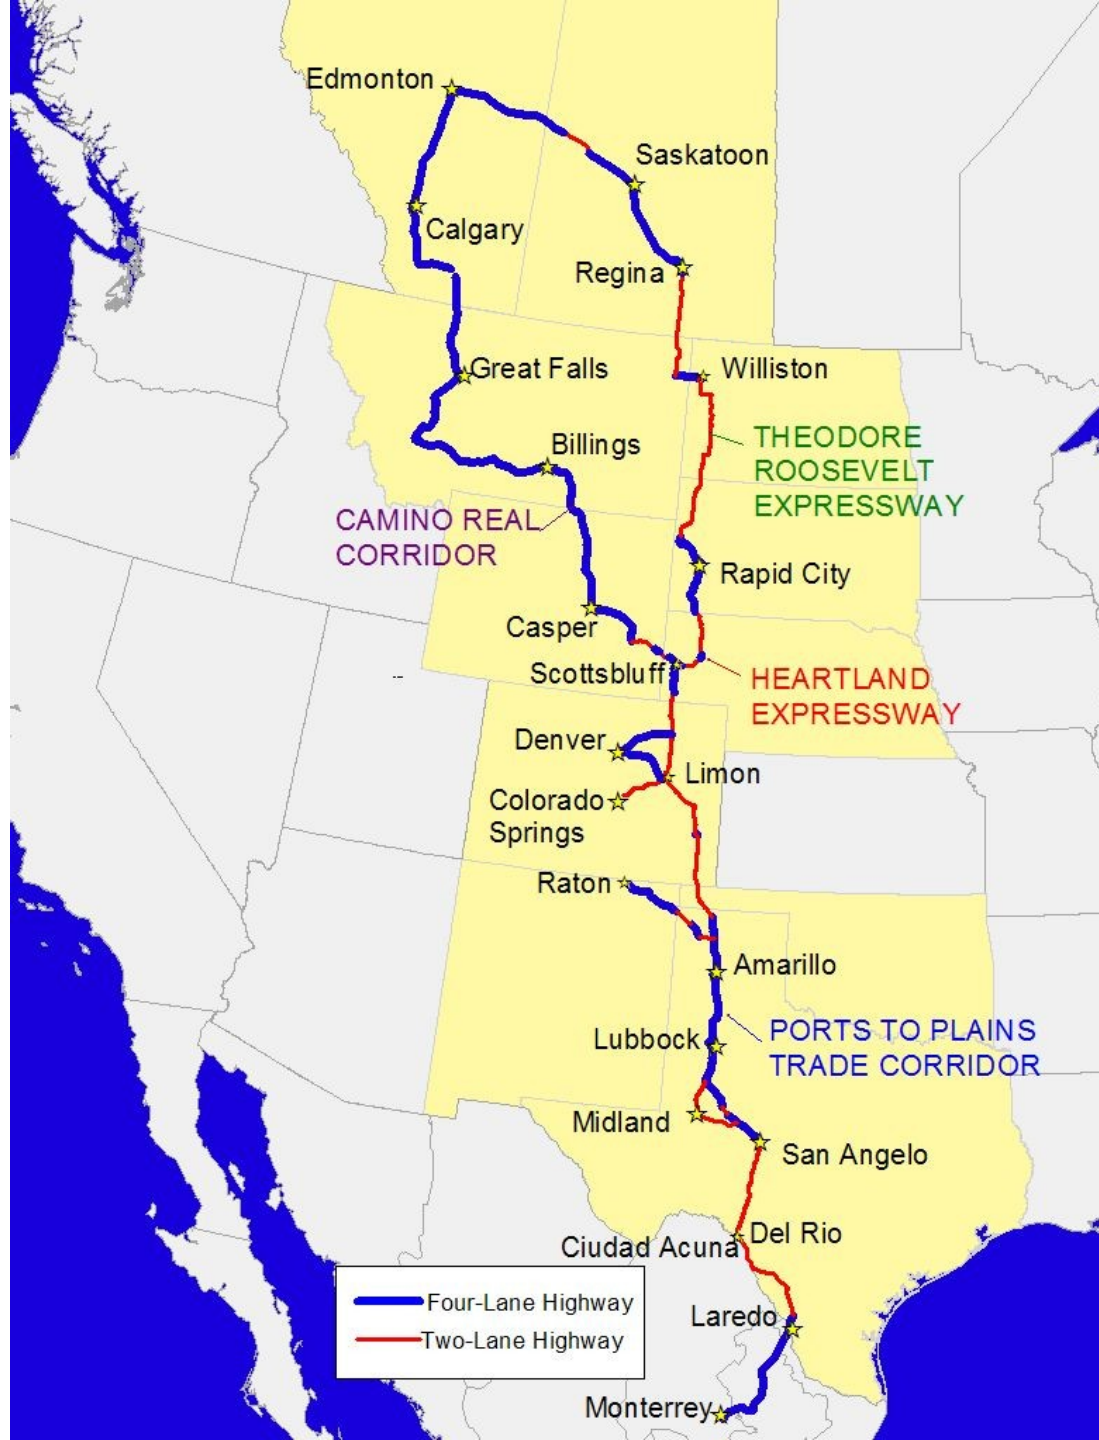 Edmonton
Saskatoon
Calgary
Regina
Great Falls
Williston
THEODORE
ROOSEVELT
EXPRESSWAY
Billings
CAMINO REAL
CORRIDOR
Rapid City
Casper
Scottsbluff
HEARTLAND
EXPRESSWAY
Denver
Limon
Colorado
Springs
Raton
Amarillo
Lubbock
PORTS TO PLAINS
TRADE CORRIDOR
Midland
San Angelo
Del Rio
Ciudad Acuna
Four-Lane Highway
Two-Lane Highway
Laredo
Monterrey